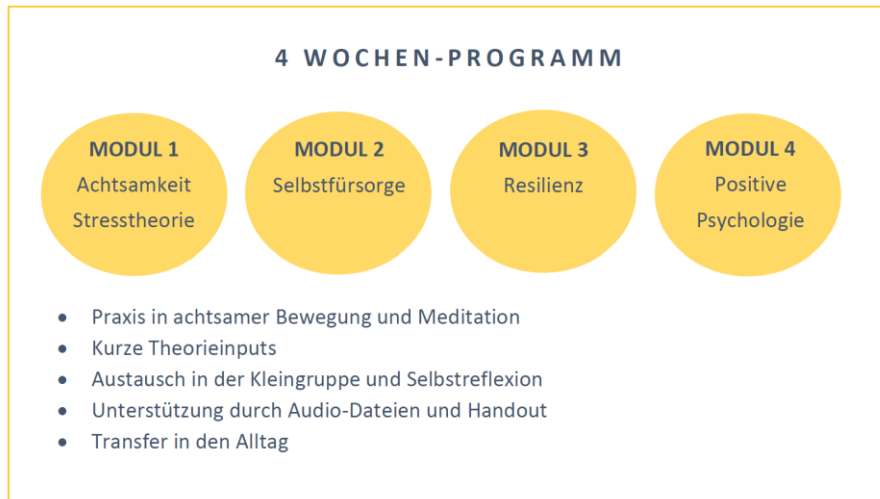 4 WOCHEN-PROGRAMM
MODUL 1
Achtsamkeit
Stresstheorie
MODUL 2
Selbstfürsorge
MODUL 3
Resilienz
MODUL 4
Positive
Psychologie
• Praxis in achtsamer Bewegung und Meditation
• Kurze Theorieinputs
• Austausch in der Kleingruppe und Selbstreflexion
• Unterstützung durch Audio-Dateien und Handout
• Transfer in den Alltag